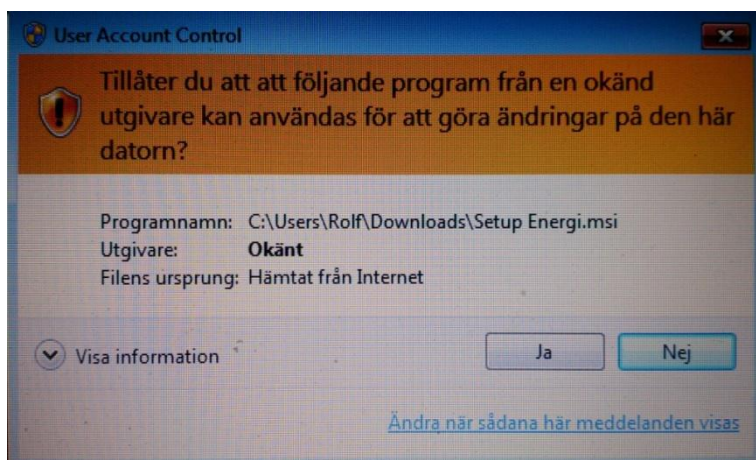 User Account Control
Tillåter du att att följande program från en okänd
utgivare kan användas för att göra ändringar på den här
datorn?
Programnamn: C:\Users\Rolf\Downloads\Setup Energi.msi
Utgivare: Okänt
Filens ursprung: Hämtat från Internet
Visa information
Ja
Nej
Ändra när sådana här meddelanden visas